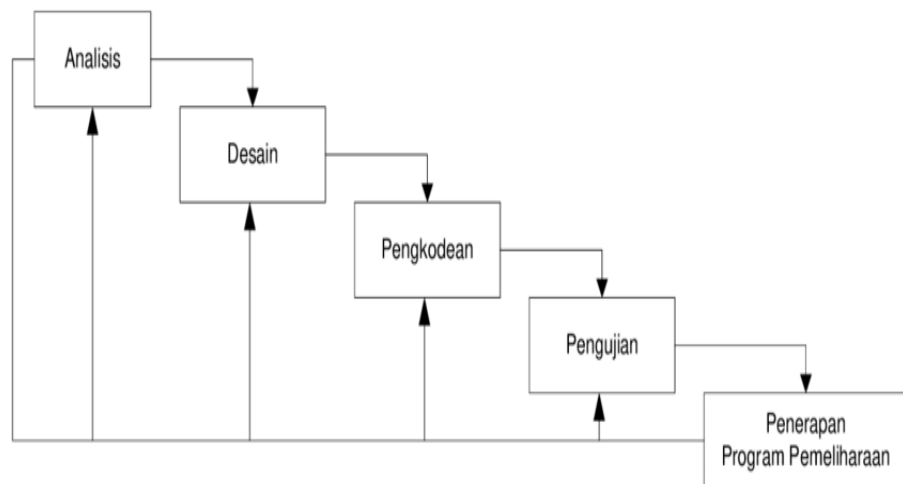 Analisis
Desain
Pengkodean
Pengujian
Penerapan
Program Pemeliharaan